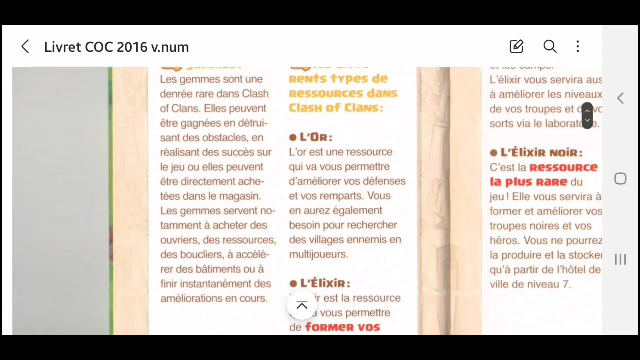 Livret COC 2016 v.num
Les gemmes sont une
denrée rare dans Clash
of Clans. Elles peuvent
être gagnées en détrui-
sant des obstacles, en
réalisant des succès sur
le jeu ou elles peuvent
être directement ache-
tées dans le magasin.
Les gemmes servent no-
tamment à acheter des
ouvriers, des ressources,
des boucliers, à accélé-
rer des bâtiments ou à
finir instantanément des
améliorations en cours.
rents types de
ressources dans
Clash of Clans:
• L'Or:
L'or est une ressource
qui va vous permettre
d'améliorer vos défenses
et vos remparts. Vous
en aurez également
besoin pour rechercher
des villages ennemis en
multijoueurs.
• L'Élixir:
est la ressource
vous permettre
de former vos
et les camps.
L'élixir vous servira aus
à améliorer les niveaux
de vos troupes et de vo
sorts via le laboratoire.
• L'Élixir noir:
C'est la ressource
la plus rare du
jeu! Elle vous servira à
former et améliorer vos
troupes noires et vos
héros. Vous ne pourrez
la produire et la stocker
qu'à partir de l'hôtel de
ville de niveau 7.